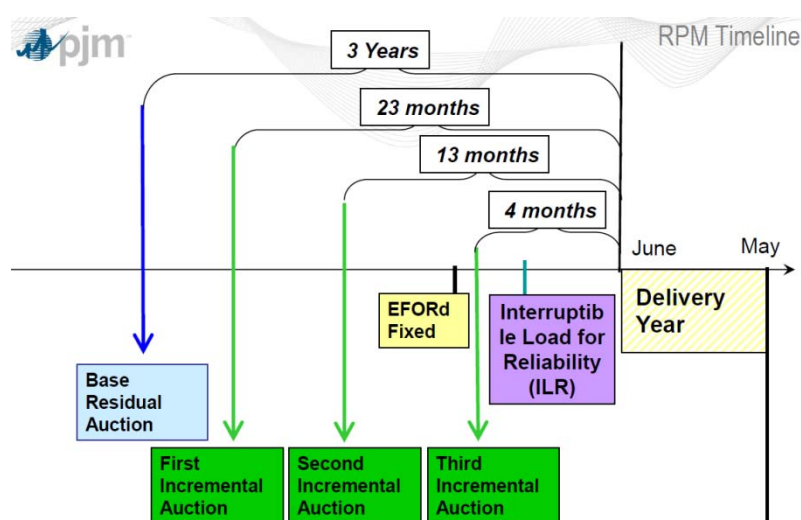 pjm
RPM Timeline
3 Years
23 months
13 months
4 months
June
May
EFORd
Fixed
Interruptib
le Load for
Reliability
(ILR)
Delivery
Year
Base
Residual
Auction
First
Incremental
Auction
Second
Incremental
Auction
Third
Incremental
Auction